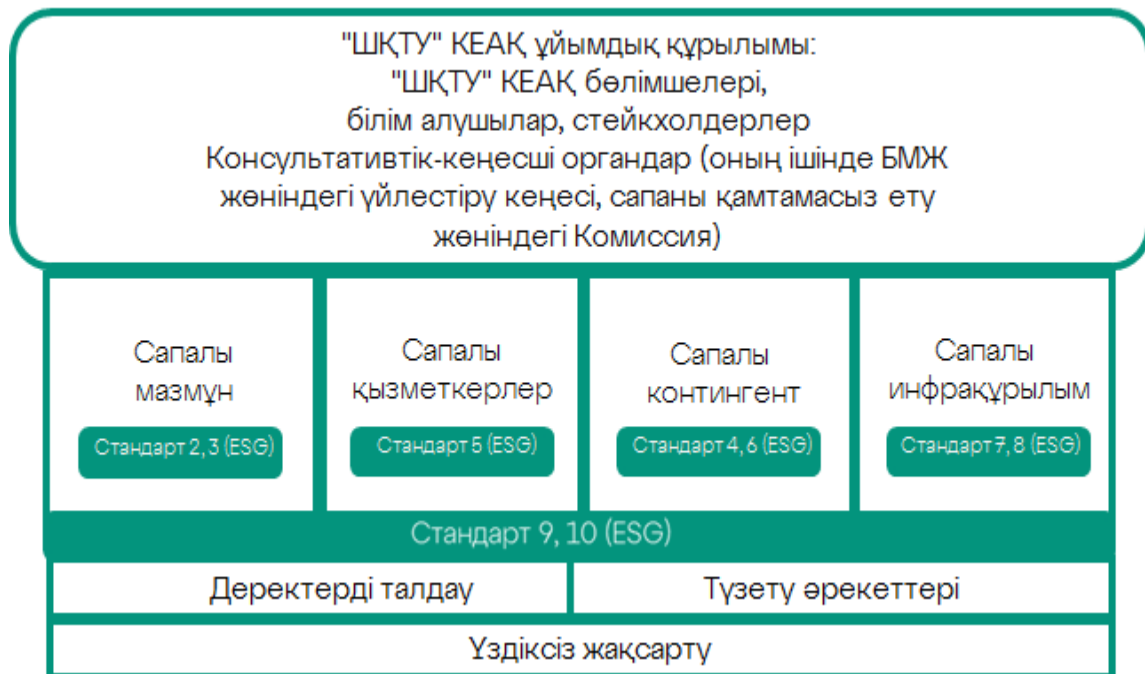 "ШҚТУ" КЕАҚ ұйымдық құрылымы:
"ШҚТУ" КЕАҚ бөлімшелері,
білім алушылар, стейкхолдерлер
Консультативтік-кеңесші органдар (оның ішінде БМЖ
жөніндегі үйлестіру кеңесі, сапаны қамтамасыз ету
жөніндегі Комиссия)
Сапалы
мазмұн
Стандарт 2, 3 (ESG)
Сапалы
қызметкерлер
Стандарт 5 (ESG)
Сапалы
контингент
Стандарт 4, 6 (ESG)
Сапалы
инфрақұрылым
Стандарт 7, 8 (ESG)
Стандарт 9, 10 (ESG)
Деректерді талдау
Түзету әрекеттері
Үздіксіз жақсарту